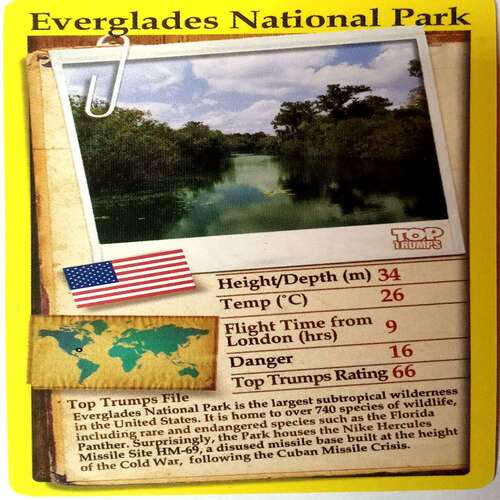 Everglades National Park
TOP
TRUMPS
Height/Depth (m) 34
Temp (˚C) 26
Flight Time from
London (hrs) 9
Danger 16
Top Trumps Rating 66
Top Trumps File
Everglades National Park is the largest subtropical wilderness
in the United States. It is home to over 740 species of wildlife,
including rare and endangered species such as the Florida
Panther. Surprisingly, the Park houses the Nike Hercules
Missile Site HM-69, a disused missile base built at the height
of the Cold War, following the Cuban Missile Crisis.